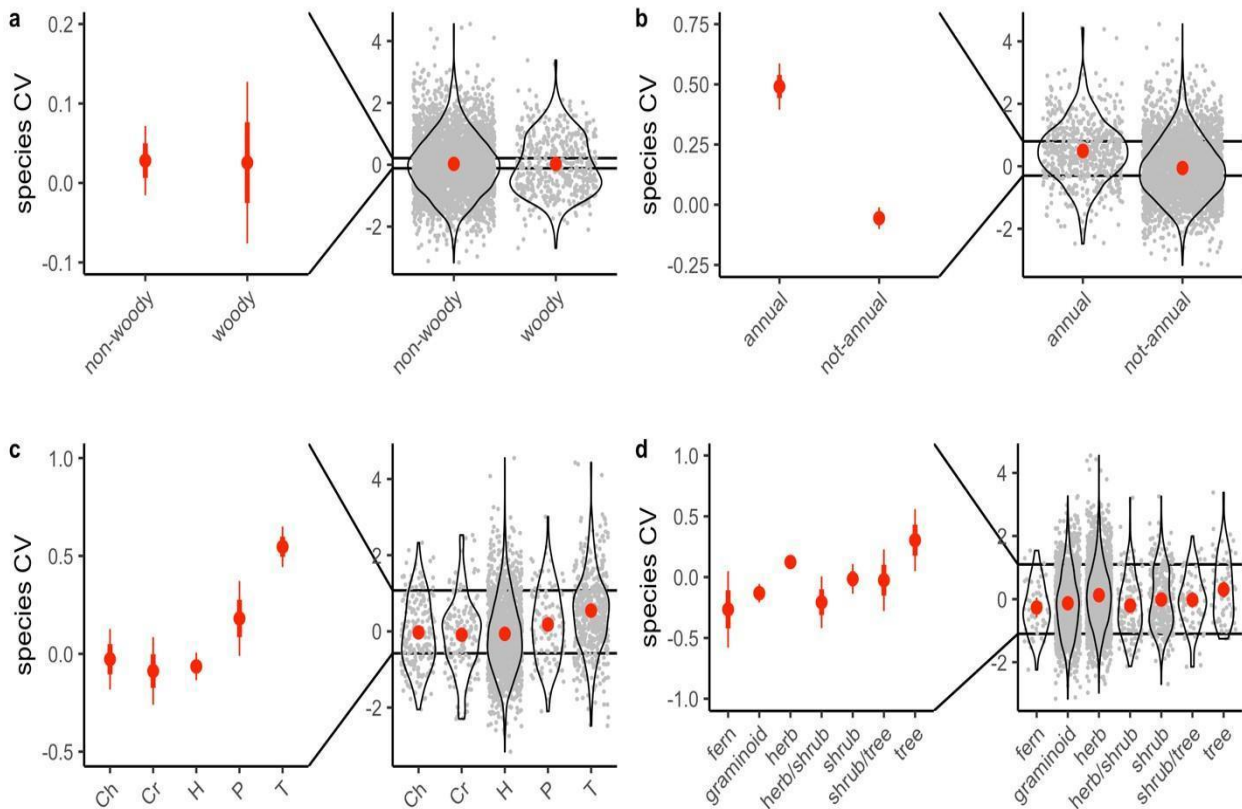 a
species CV
0.2
0.1
0.0
-0.1
non-woody
woody
4
2
0
-2
non-woody
woody
b
species CV
0.75
0.50
0.25
0.00
-0.25
annual
not-annual
4
2
0
-2
annual
not-annual
c
species CV
1.0
0.5
0.0
-0.5
Ch
Cr
H
P
T
4
2
0
-2
Ch
Cr
H
P
T
d
species CV
1.0
0.5
0.0
-0.5
-1.0
fern
graminoid
herb
herb/shrub
shrub
shrub/tree
tree
4
2
0
-2
fern
graminoid
herb
herb/shrub
shrub
shrub/tree
tree